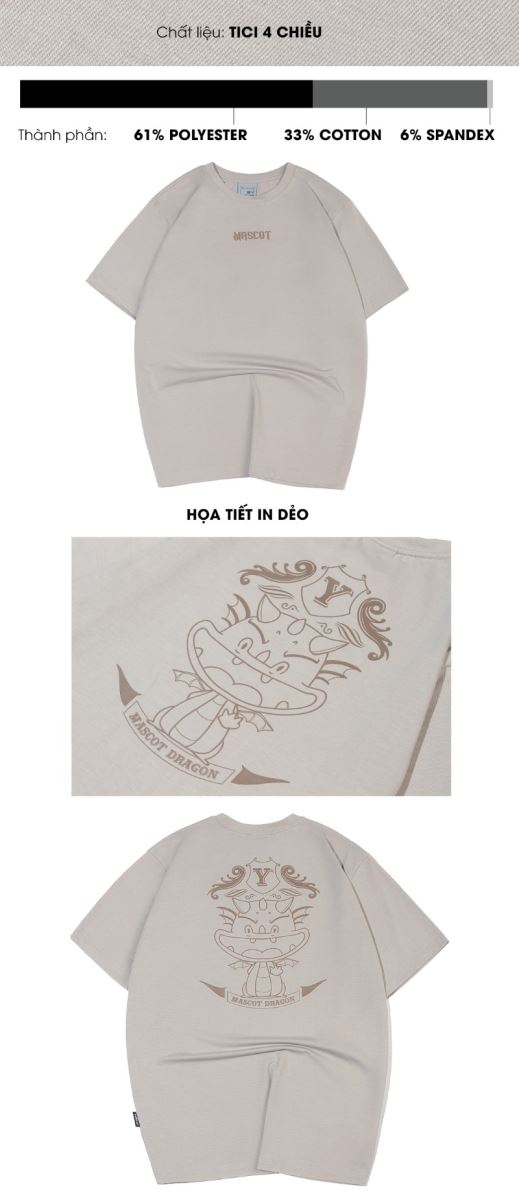 Chất liệu: TICI 4 CHIỀU
Thành phần: 61% POLYESTER 33% COTTON 6% SPANDEX
MASCOT
HỌA TIẾT IN DẺO
Y
MASCOT DRAGON
Y
MASCOT DRAGON